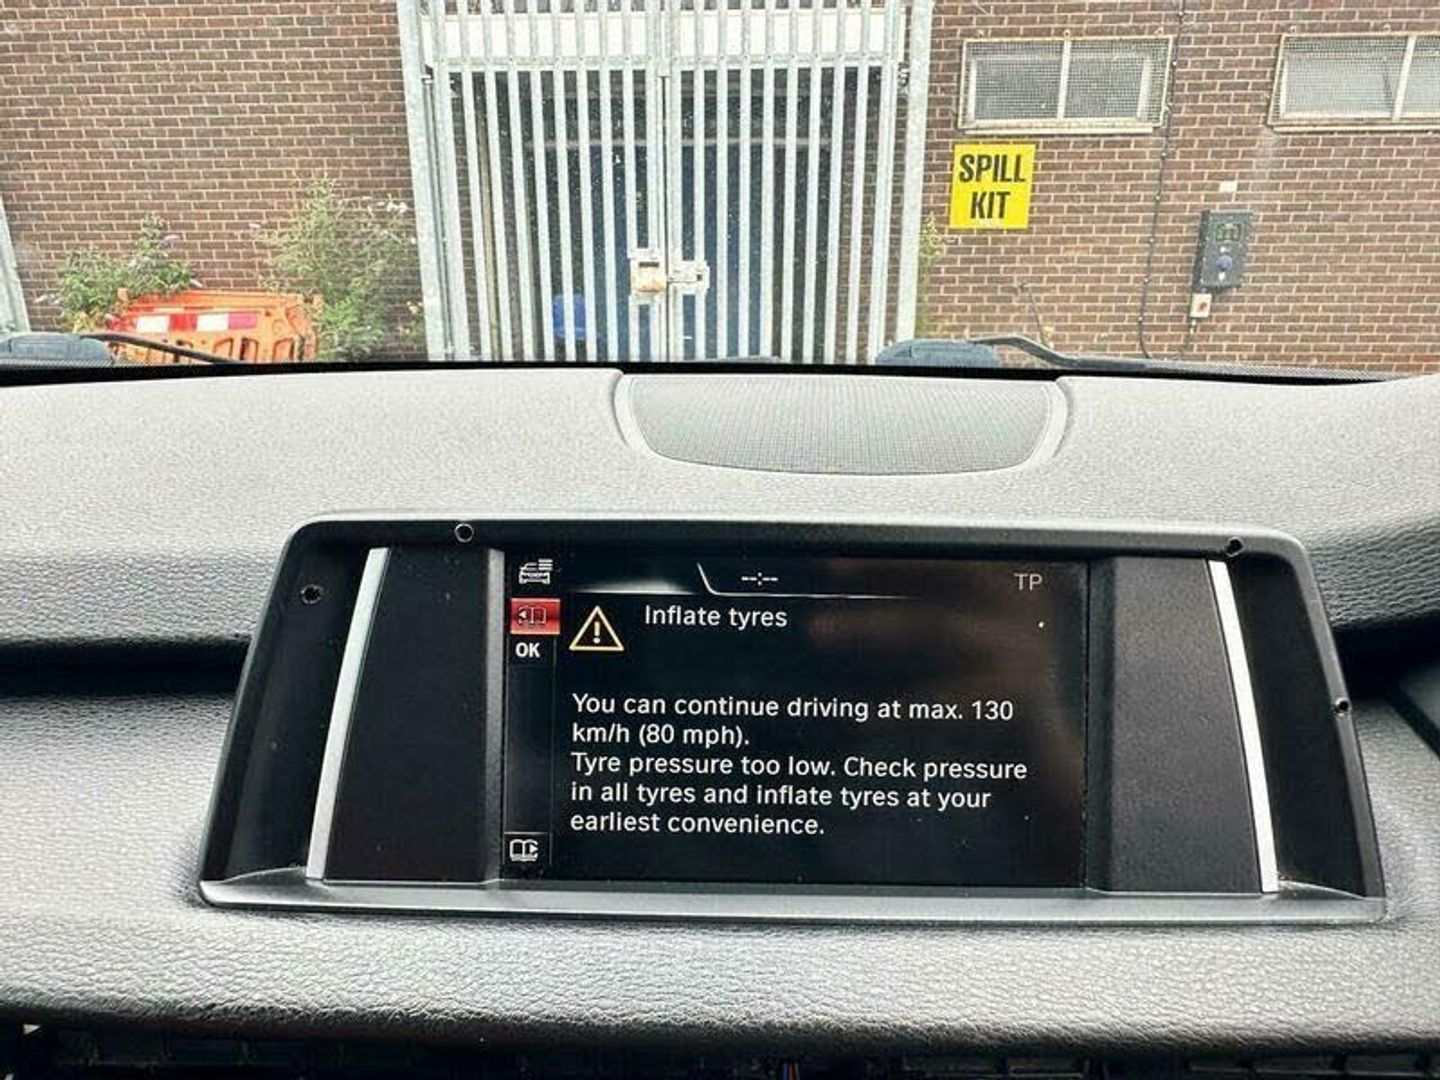 SPILL
KIT
--:--
TP
Inflate tyres
OK
You can continue driving at max. 130
km/h (80 mph).
Tyre pressure too low. Check pressure
in all tyres and inflate tyres at your
earliest convenience.